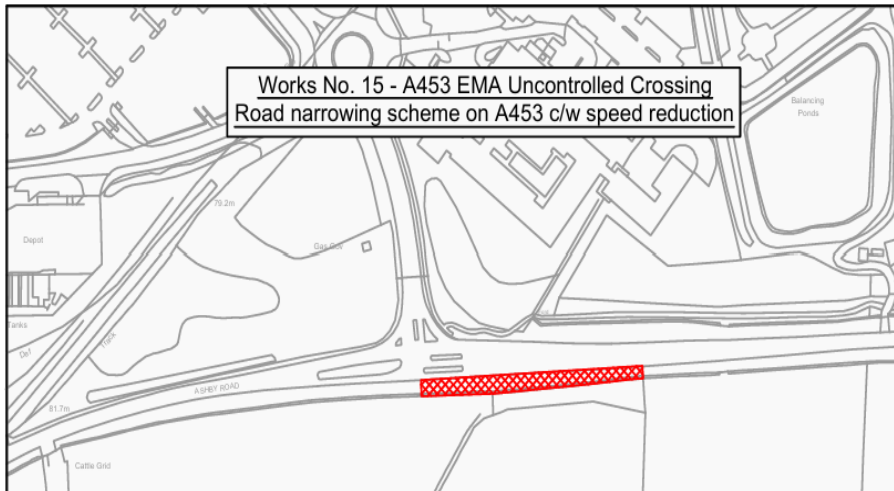 Works No. 15 - A453 EMA Uncontrolled Crossing
Road narrowing scheme on A453 c/w speed reduction
Balancing
Ponds
79.2m
Depot
Gas Gov
Tanks
Track
ASHBY ROAD
81.7m
Cattle Grid